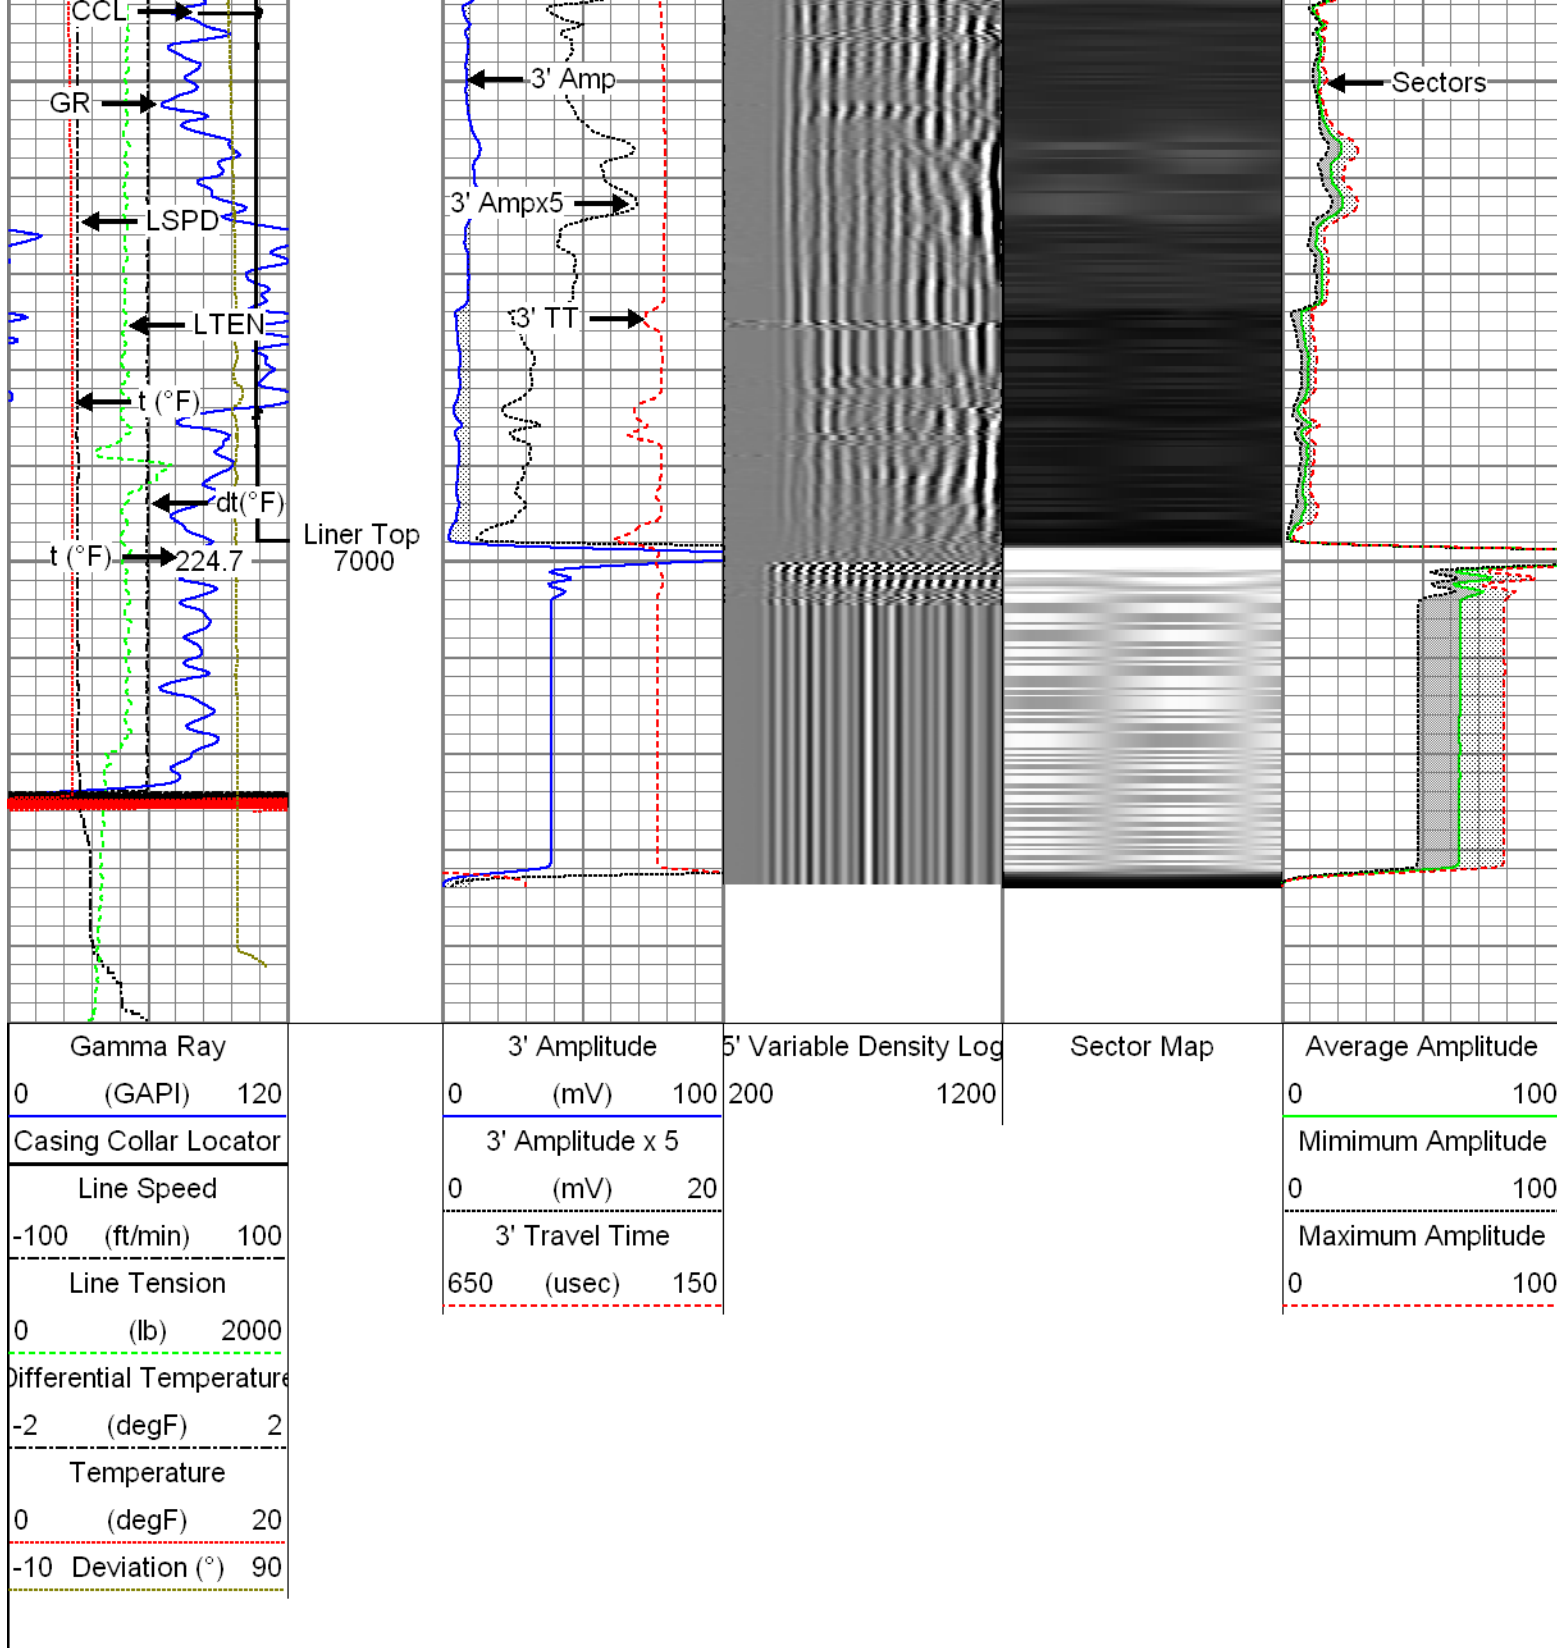 CCL
3' Amp
Sectors
GR
3' Ampx5
LSPD
3' TT
LTEN
t (°F)
dt(°F)
Liner Top
t (°F)
224.7
7000
Gamma Ray
0 (GAPI) 120
Casing Collar Locator
Line Speed
-100 (ft/min) 100
Line Tension
0 (lb) 2000
Differential Temperature
-2 (degF) 2
Temperature
0 (degF) 20
-10 Deviation (°) 90
3' Amplitude
0 (mV) 100
3' Amplitude x 5
0 (mV) 20
3' Travel Time
650 (usec) 150
5' Variable Density Log
200 1200
Sector Map
Average Amplitude
0 100
Mimimum Amplitude
0 100
Maximum Amplitude
0 100